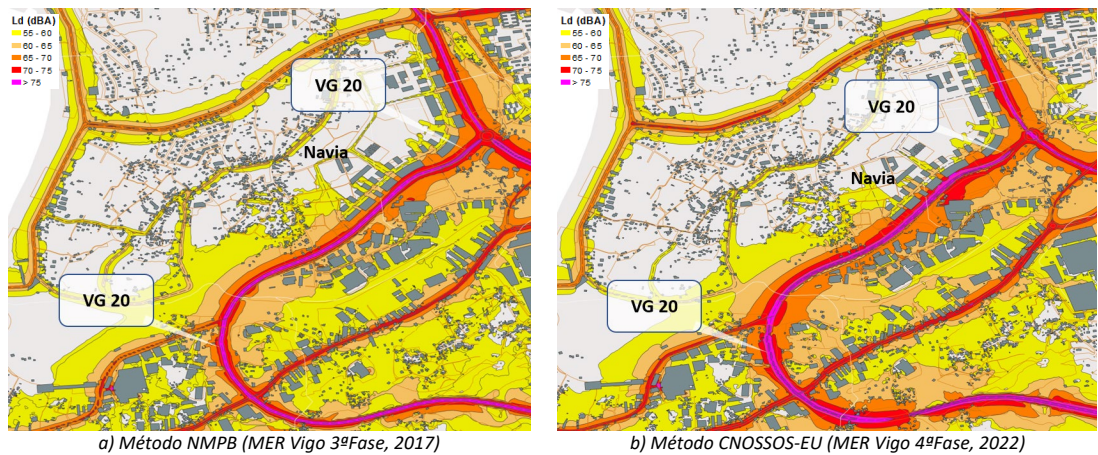 Ld (dBA)
55 - 60
60 - 65
65 - 70
70 - 75
> 75
VG 20
Navia
VG 20
a) Método NMPB (MER Vigo 3ªFase, 2017)
Ld (dBA)
55 - 60
60 - 65
65 - 70
70 - 75
> 75
VG 20
Navia
VG 20
b) Método CNOSSOS-EU (MER Vigo 4ªFase, 2022)